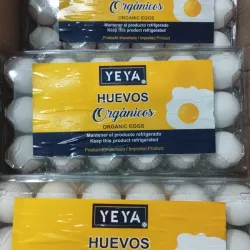 Orgánicos
ORGANIC EGGS
Mantener el producto refrigerado
Keep this product refrigerated
Producto Importado / Imported Product
YEYA
HUEVOS
Orgánicos
ORGANIC EGGS
Mantener el producto refrigerado
Keep this product refrigerated
Producto Importado / Imported Product
YEYA
HUEVOS